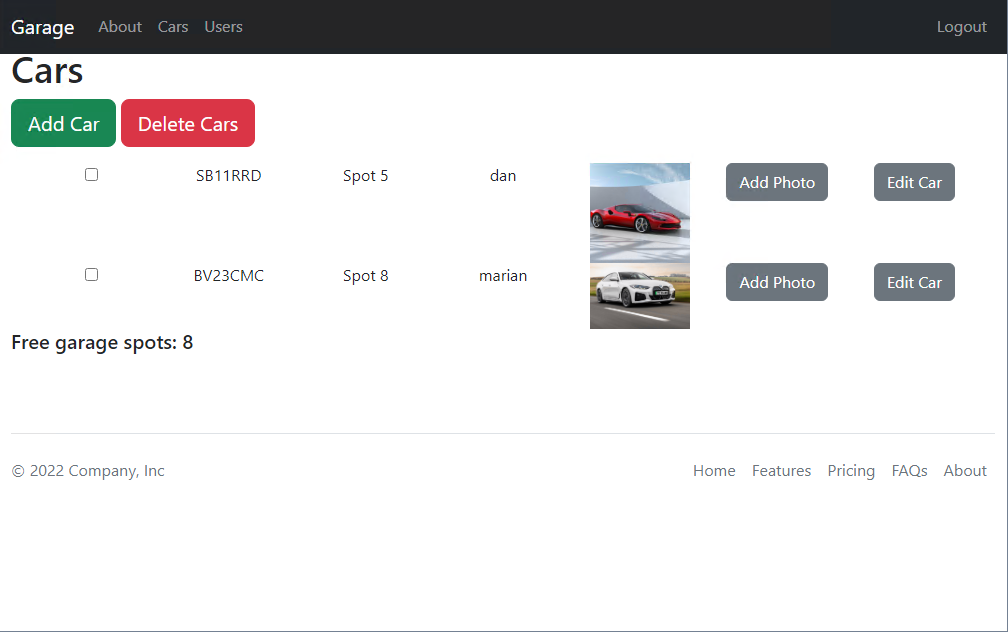 Garage About Cars Users Logout
Cars
Add Car Delete Cars
SB11RRD Spot 5 dan Add Photo Edit Car
BV23CMC Spot 8 marian Add Photo Edit Car
Free garage spots: 8
© 2022 Company, Inc Home Features Pricing FAQs About